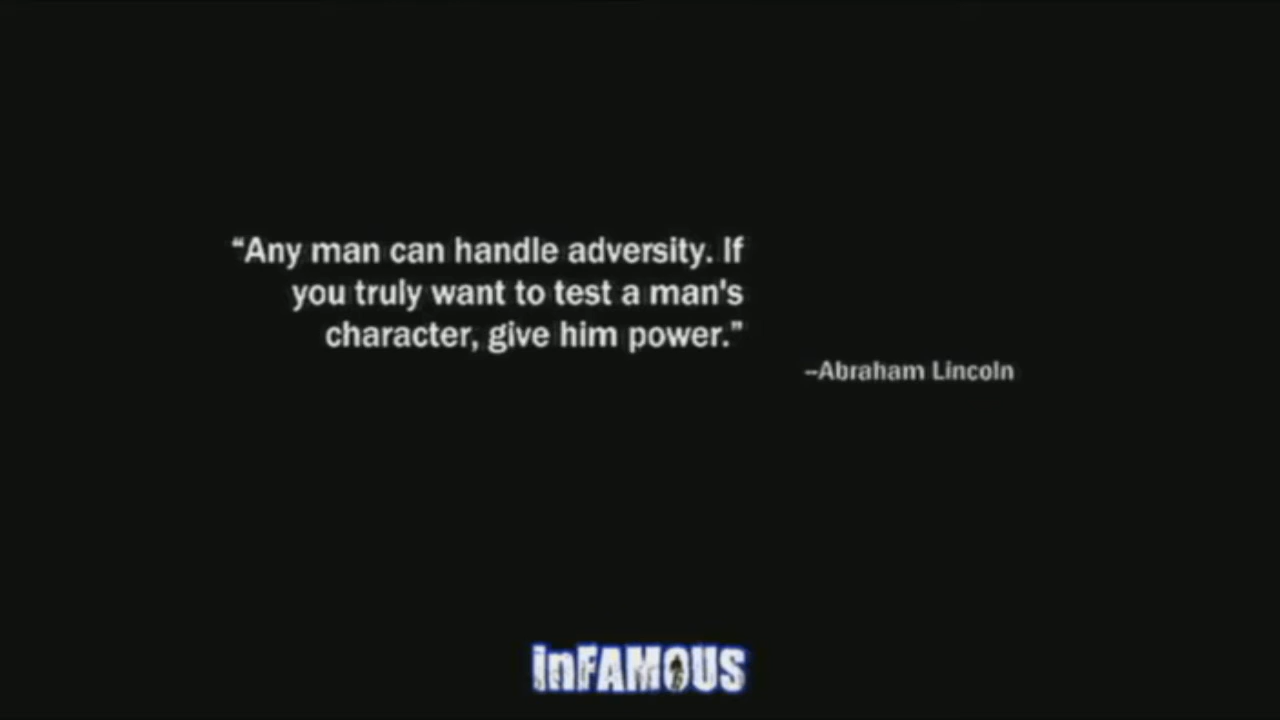 “Any man can handle adversity. If
you truly want to test a man's
character, give him power.”
–Abraham Lincoln
inFAMOUS